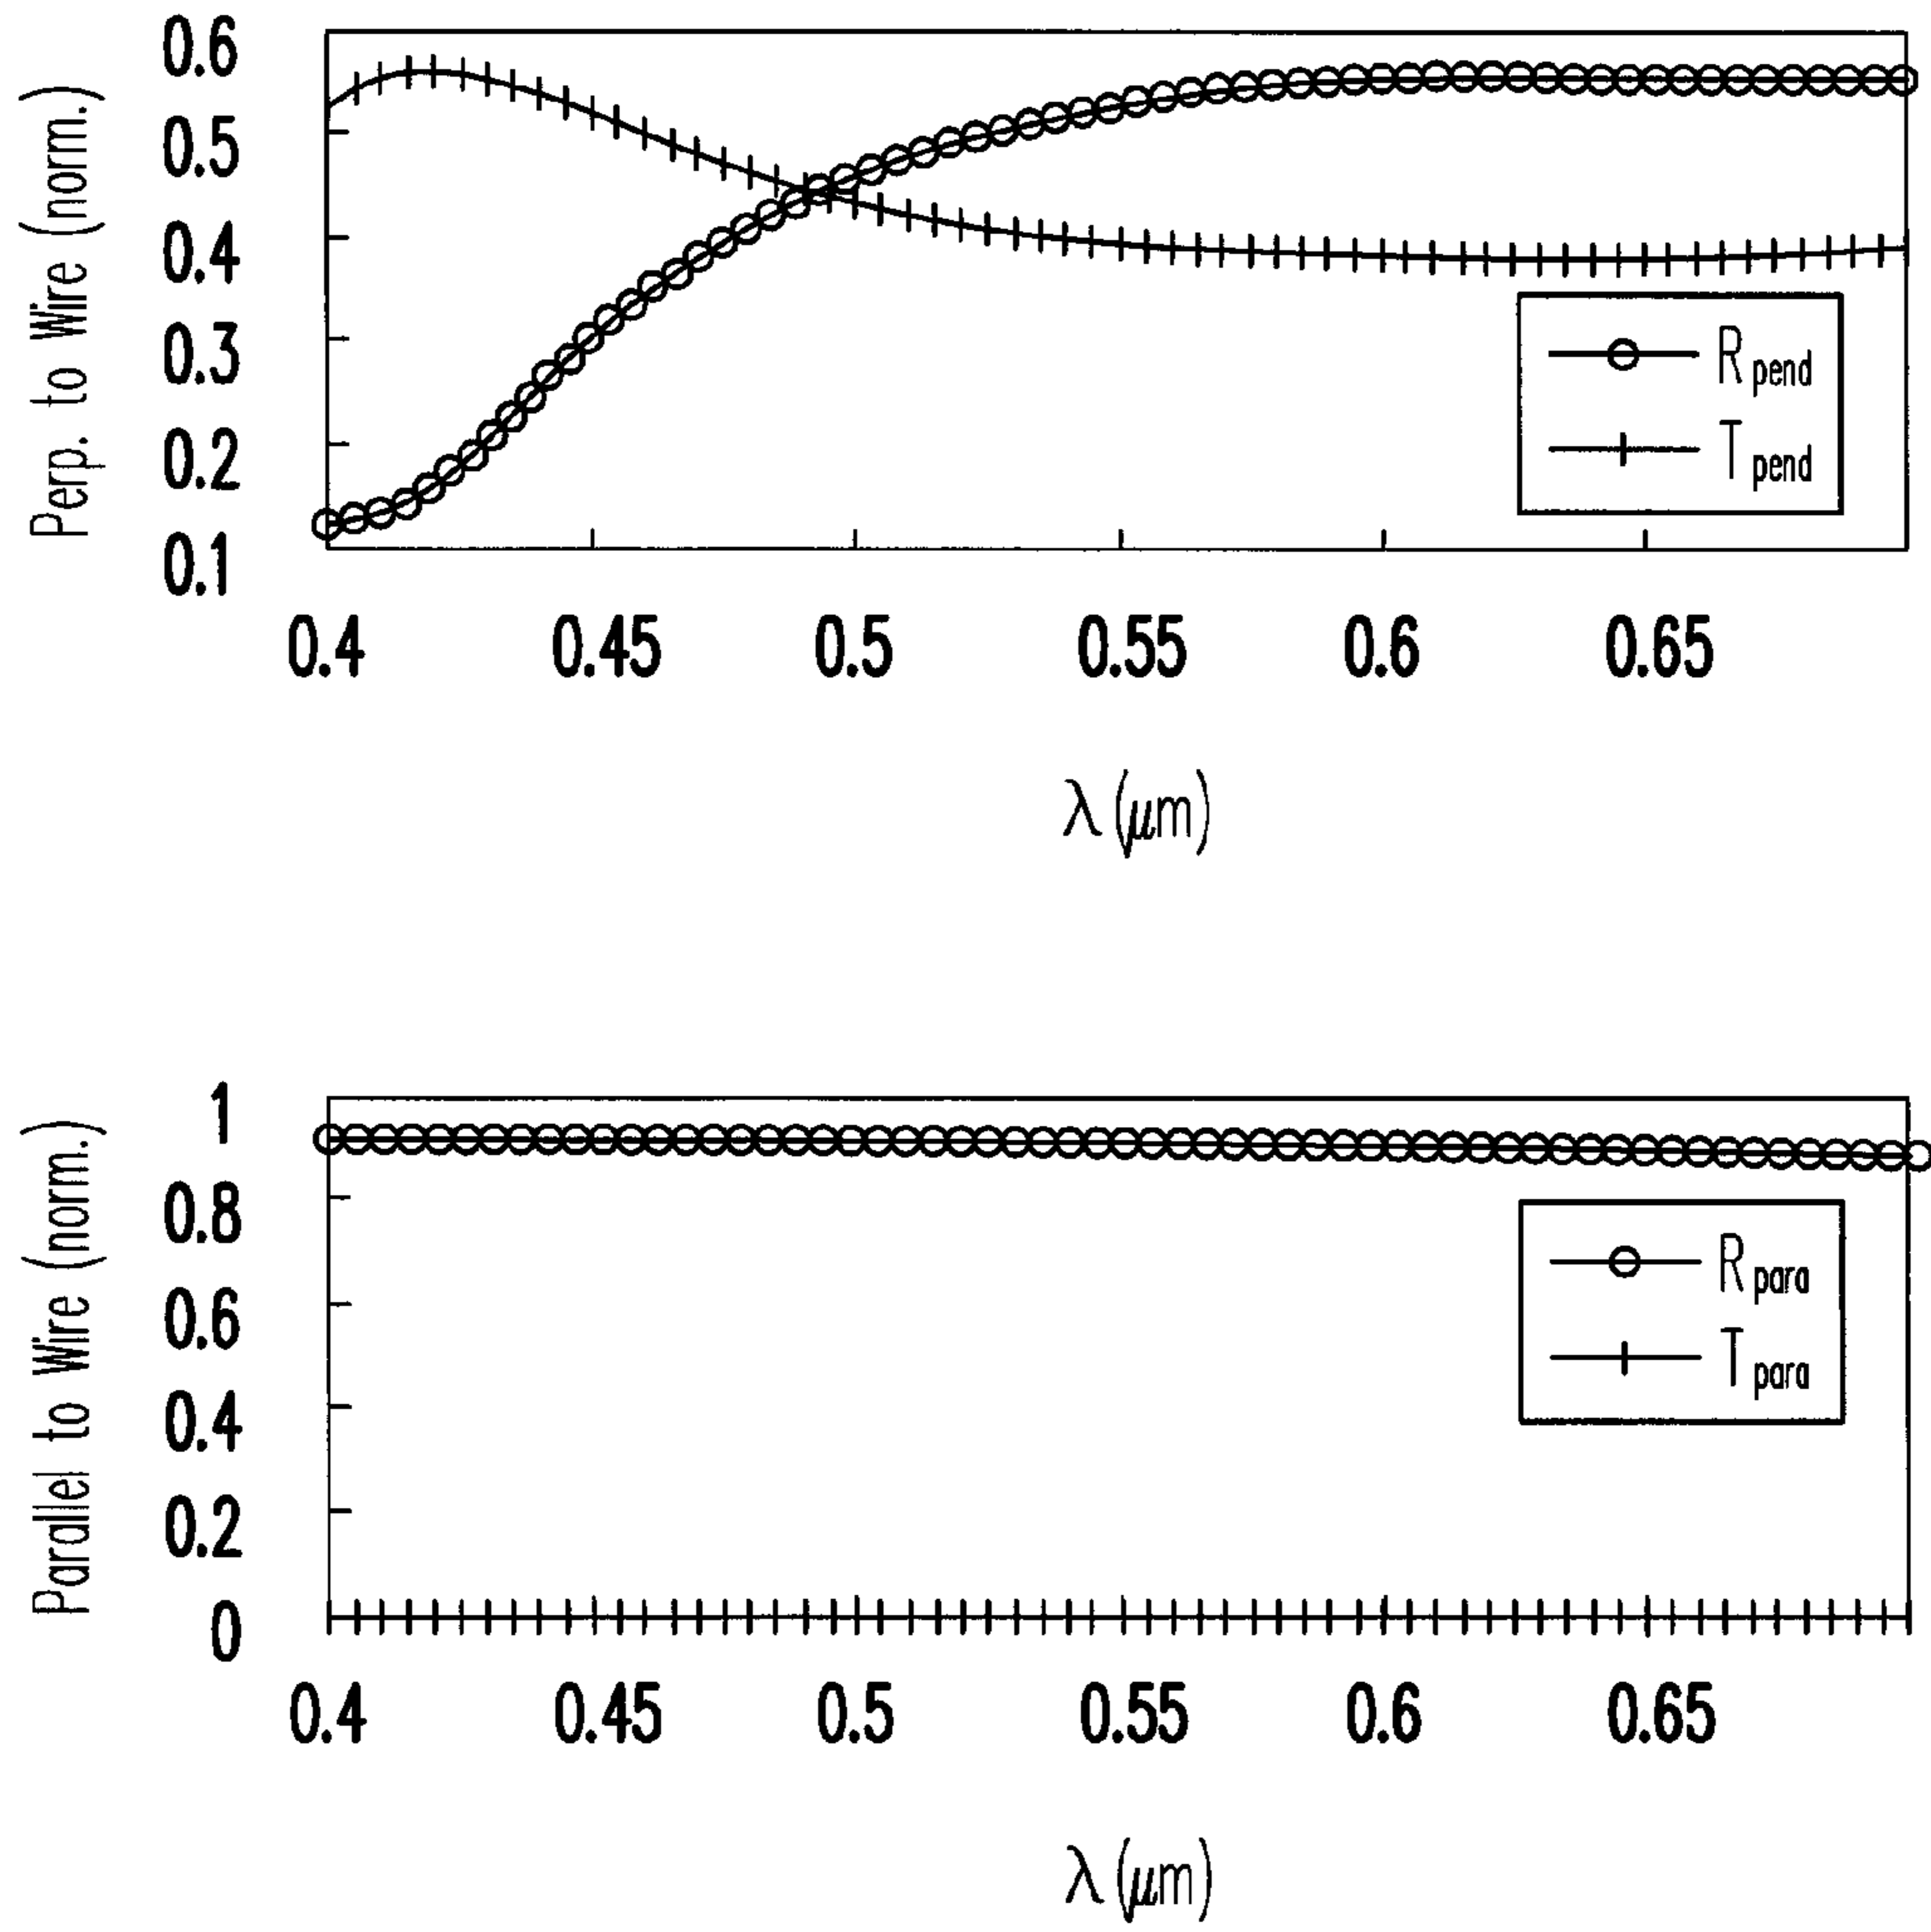 Perp. to Wire (norm.)
0.6
0.5
0.4
0.3
0.2
0.1
R pend
T pend
0.4 0.45 0.5 0.55 0.6 0.65
λ (μm)
Parallel to Wire (norm.)
1
0.8
0.6
0.4
0.2
0
R para
T para
0.4 0.45 0.5 0.55 0.6 0.65
λ (μm)